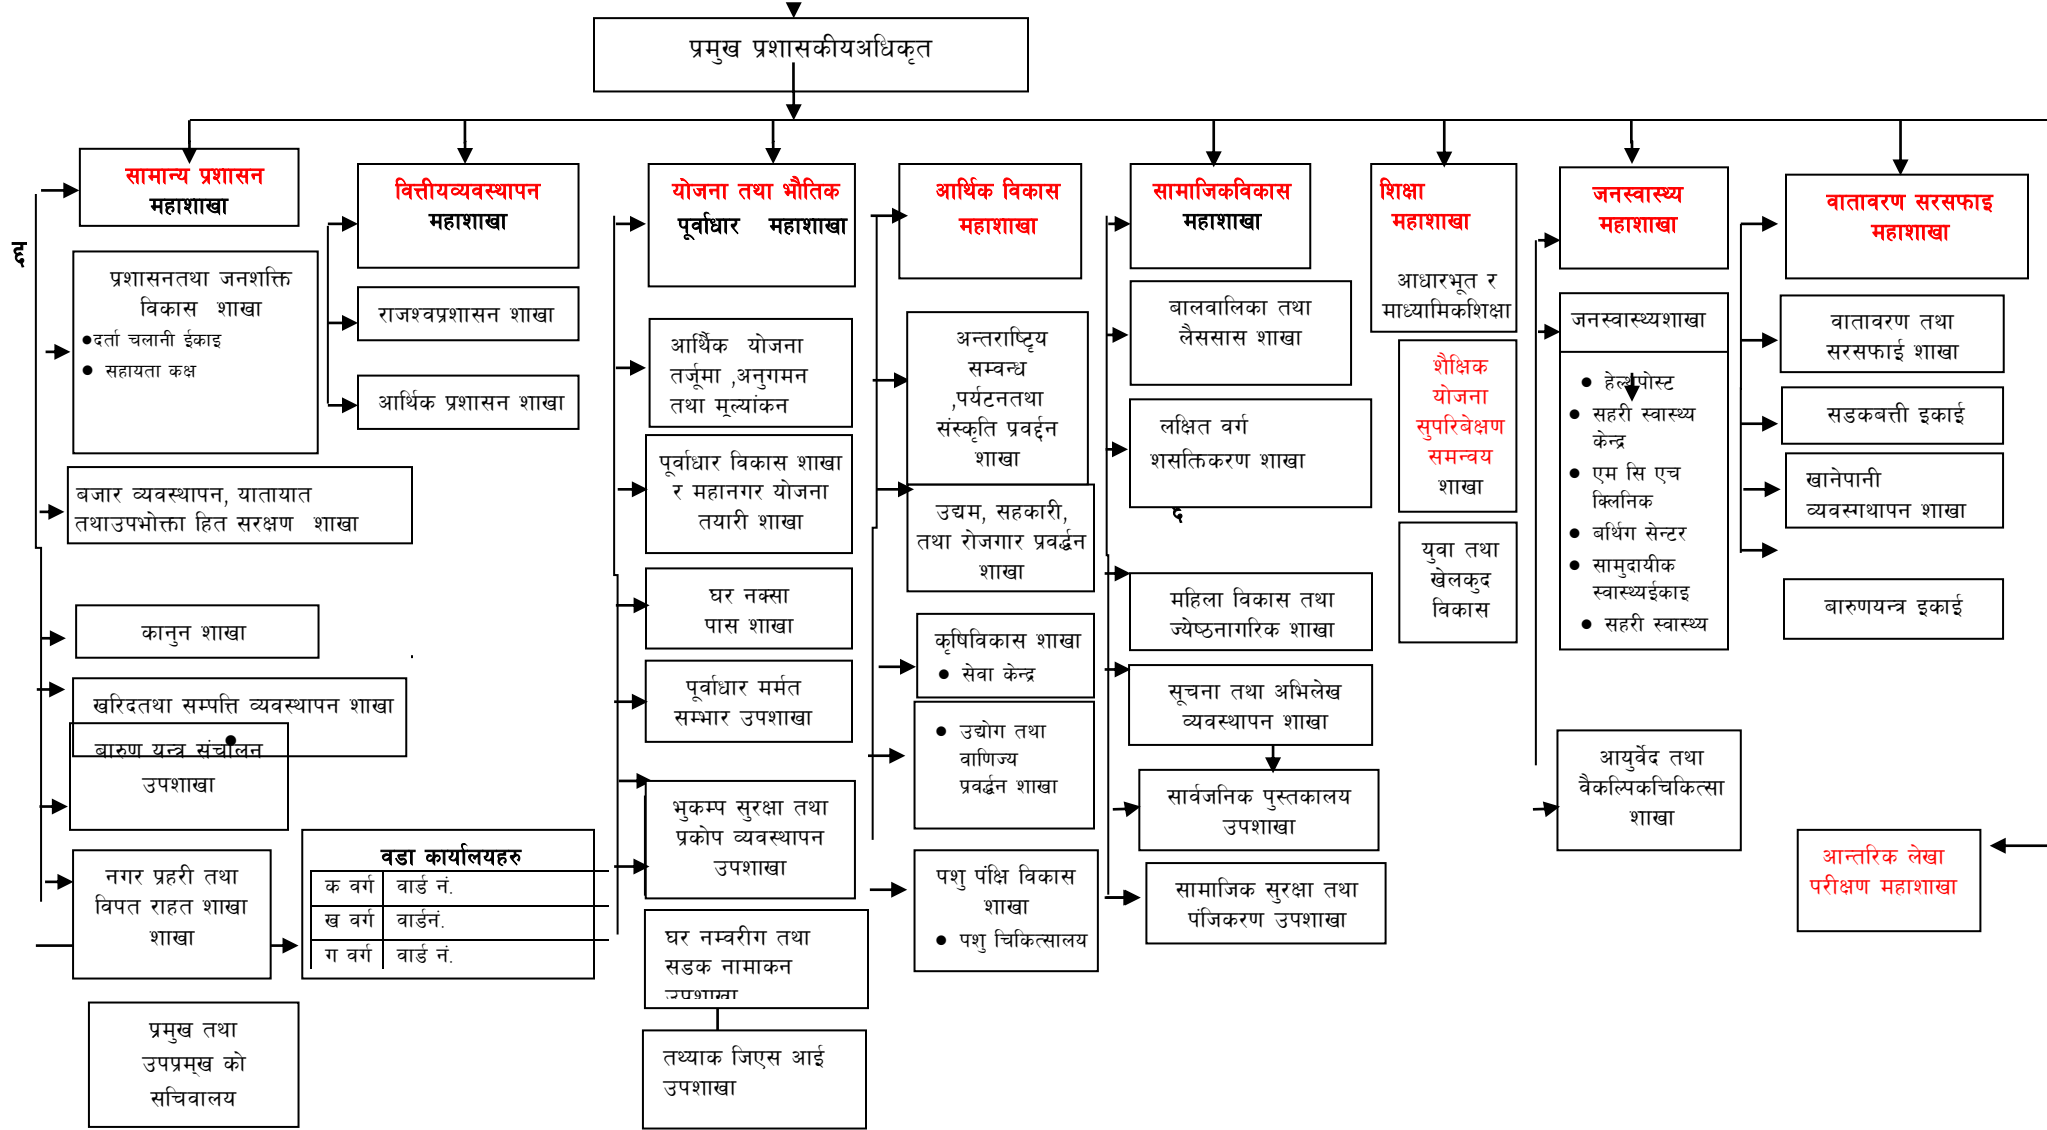 प्रमुख प्रशासकीयअधिकृत
सामान्य प्रशासन
महाशाखा
द्द
प्रशासनतथा जनशक्ति
विकास शाखा
●दर्ता चलानी ईकाइ
● सहायता कक्ष
बजार व्यवस्थापन, यातायात
तथाउपभोक्ता हित सरक्षण शाखा
कानुन शाखा
खरिदतथा सम्पत्ति व्यवस्थापन शाखा
बारुण यन्त्र संचालन
उपशाखा
नगर प्रहरी तथा
विपत राहत शाखा
शाखा
प्रमुख तथा
उपप्रमुख को
सचिवालय
वडा कार्यालयहरु
क वर्ग वार्ड नं.
ख वर्ग वार्डनं.
ग वर्ग वार्ड नं.
वित्तीयव्यवस्थापन
महाशाखा
राजश्वप्रशासन शाखा
आर्थिक प्रशासन शाखा
योजना तथा भौतिक
पूर्वाधार महाशाखा
आर्थिक योजना
तर्जूमा ,अनुगमन
तथा मूल्यांकन
पूर्वाधार विकास शाखा
र महानगर योजना
तयारी शाखा
घर नक्सा
पास शाखा
पूर्वाधार मर्मत
सम्भार उपशाखा
भुकम्प सुरक्षा तथा
प्रकोप व्यवस्थापन
उपशाखा
घर नम्वरीग तथा
सडक नामाकन
उपशाखा
तथ्याक जिएस आई
उपशाखा
आर्थिक विकास
महाशाखा
अन्तराष्टिृय
सम्वन्ध
,पर्यटनतथा
संस्कृति प्रवर्द्दन
शाखा
उद्यम, सहकारी,
तथा रोजगार प्रवर्द्धन
शाखा
कृषिविकास शाखा
● सेवा केन्द्र
● उद्योग तथा
वाणिज्य
प्रवर्द्धन शाखा
पशु पंक्षि विकास
शाखा
● पशु चिकित्सालय
सामाजिकविकास
महाशाखा
बालवालिका तथा
लैससास शाखा
लक्षित वर्ग
शसक्तिकरण शाखा
महिला विकास तथा
ज्येष्ठनागरिक शाखा
सूचना तथा अभिलेख
व्यवस्थापन शाखा
सार्वजनिक पुस्तकालय
उपशाखा
सामाजिक सुरक्षा तथा
पंजिकरण उपशाखा
शिक्षा
महाशाखा
आधारभूत र
माध्यामिकशिक्षा
शैक्षिक
योजना
सुपरिबेक्षण
समन्वय
शाखा
युवा तथा
खेलकुद
विकास
जनस्वास्थ्य
महाशाखा
जनस्वास्थ्यशाखा
● हेल्थपोस्ट
● सहरी स्वास्थ्य
केन्द्र
● एम सि एच
क्लिनिक
● बर्थिग सेन्टर
● सामुदायीक
स्वास्थ्यईकाइ
● सहरी स्वास्थ्य
आयुर्वेद तथा
वैकल्पिकचिकित्सा
शाखा
वातावरण सरसफाइ
महाशाखा
वातावरण तथा
सरसफाई शाखा
सडकबत्ती इकाई
खानेपानी
व्यवस्गथापन शाखा
बारुणयन्त्र इकाई
आन्तरिक लेखा
परीक्षण महाशाखा